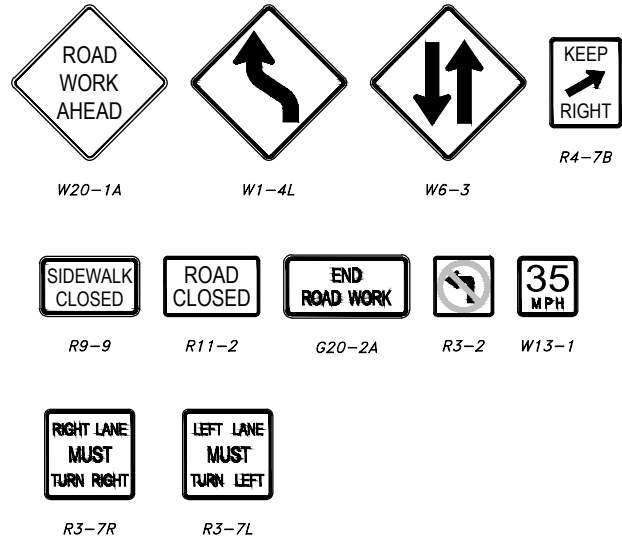 ROAD
WORK
AHEAD
KEEP
RIGHT
W20-1A
W1-4L
W6-3
R4-7B
SIDEWALK
CLOSED
ROAD
CLOSED
END
ROAD WORK
35
MPH
R9-9
R11-2
G20-2A
R3-2
W13-1
RIGHT LANE
MUST
TURN RIGHT
LEFT LANE
MUST
TURN LEFT
R3-7R
R3-7L